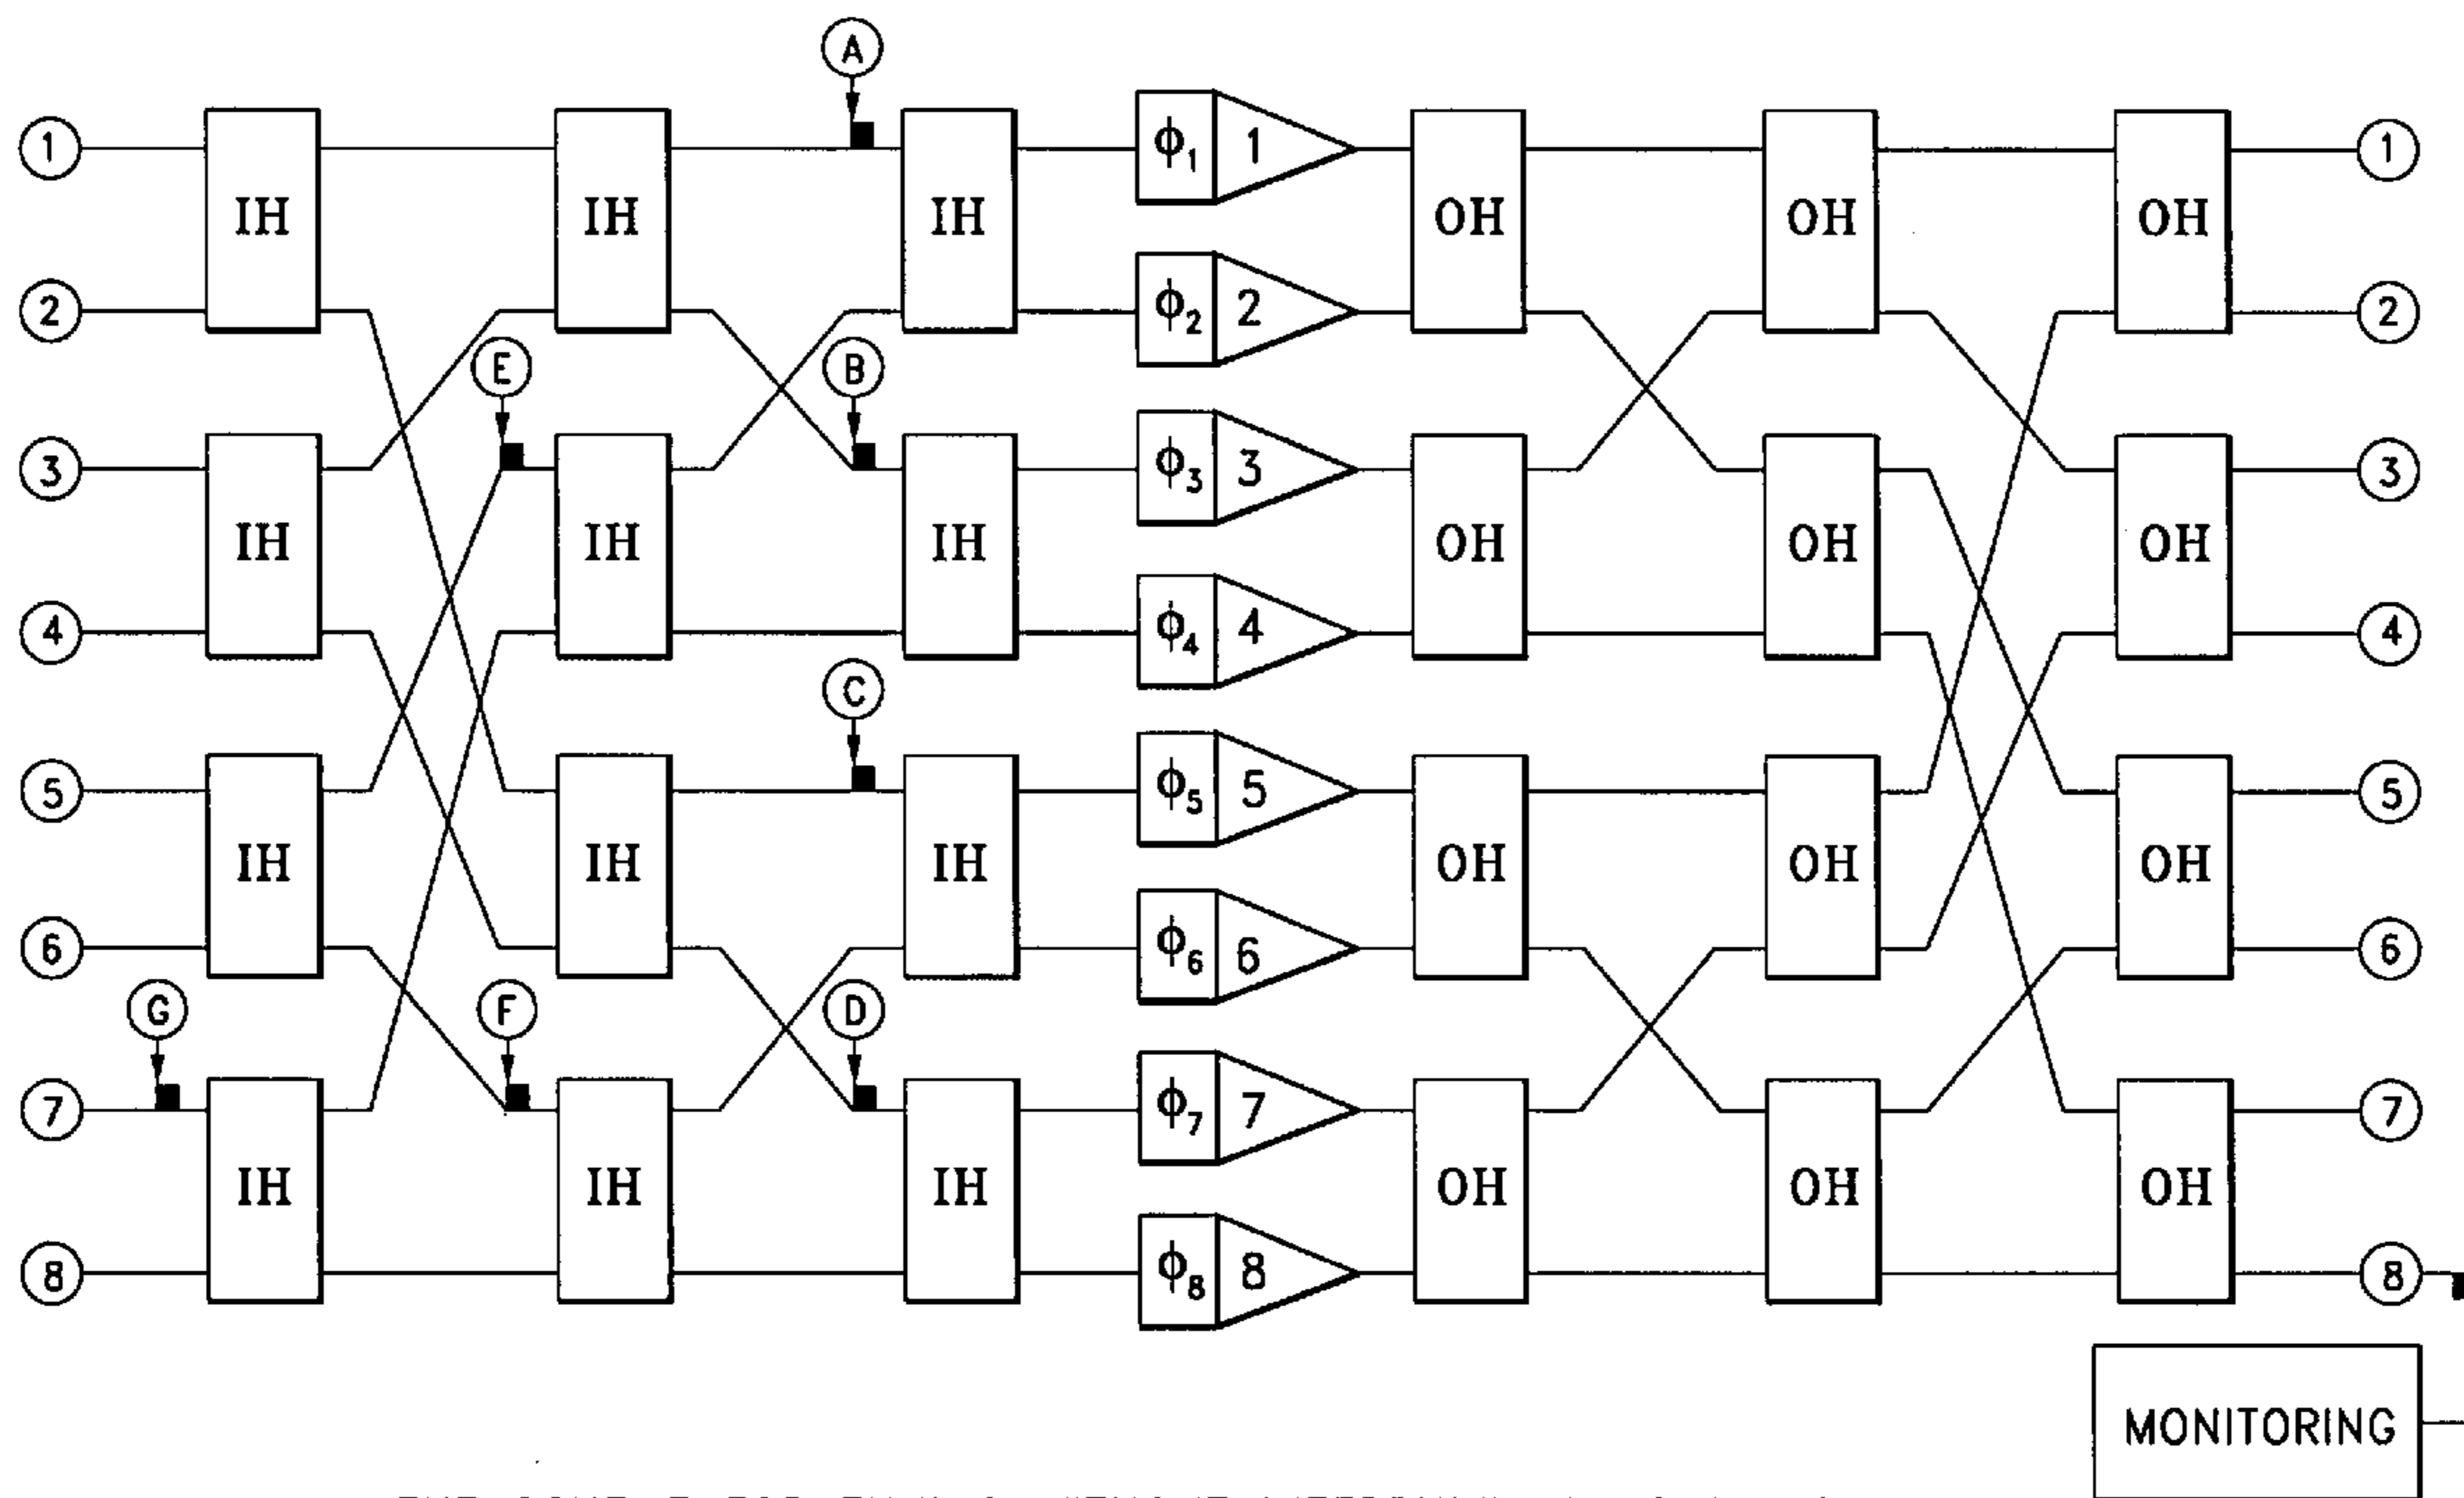 A
1 IH IH IH ϕ1 1 OH OH OH 1
2 ϕ2 2 2
E B
3 IH IH IH ϕ3 3 OH OH OH 3
4 ϕ4 4 4
C
5 IH IH IH ϕ5 5 OH OH OH 5
6 ϕ6 6 6
G F D
7 IH IH IH ϕ7 7 OH OH OH 7
8 ϕ8 8 8
MONITORING